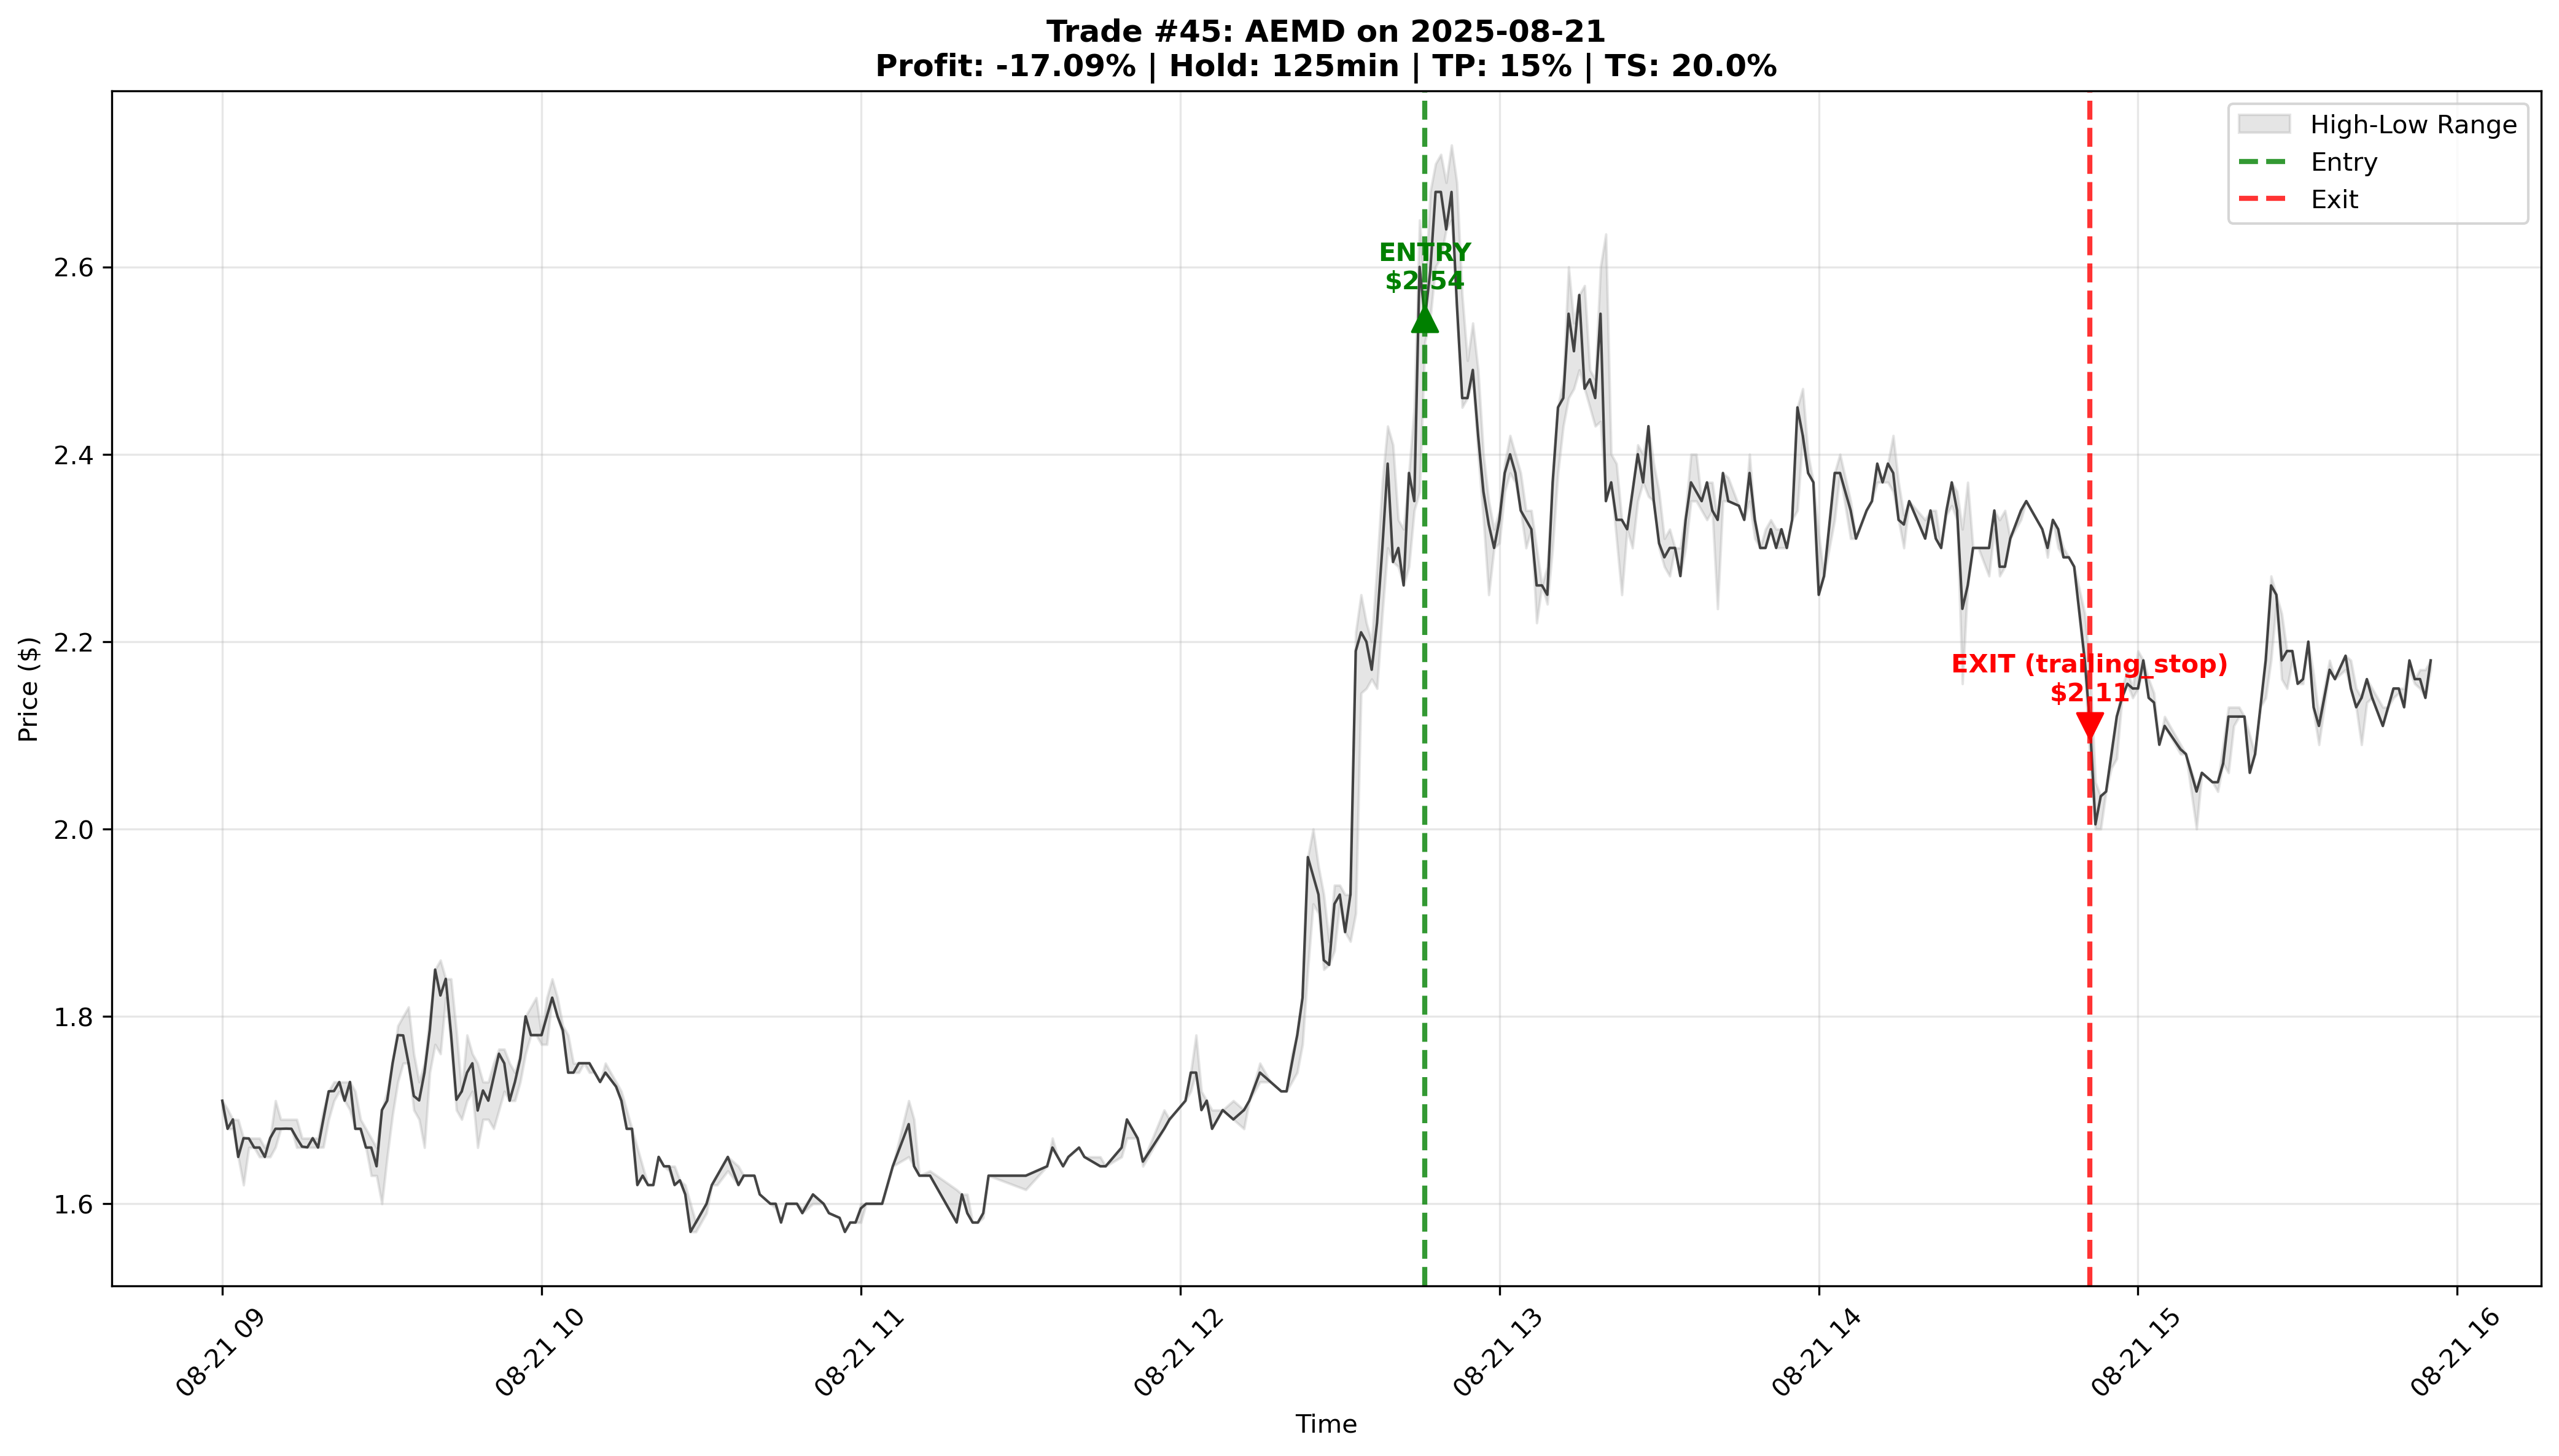 Trade #45: AEMD on 2025-08-21
Profit: -17.09% | Hold: 125min | TP: 15% | TS: 20.0%
High-Low Range
Entry
Exit
ENTRY
$2.54
EXIT (trailing_stop)
$2.11
Price ($)
2.6
2.4
2.2
2.0
1.8
1.6
08-21 09
08-21 10
08-21 11
08-21 12
08-21 13
08-21 14
08-21 15
08-21 16
Time